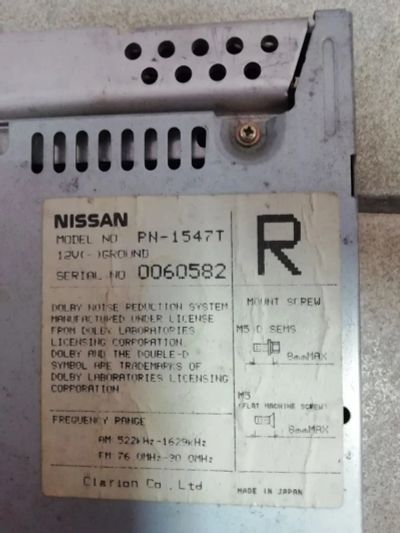 NISSAN
MODEL NO PN-1547T
12V(-)GROUND
SERIAL NO 0060582
DOLBY NOISE REDUCTION SYSTEM
MANUFACTURED UNDER LICENSE
FROM DOLBY LABORATORIES
LICENSING CORPORATION
DOLBY AND THE DOUBLE-D
SYMBOL ARE TRADEMARKS OF
DOLBY LABORATORIES LICENSING
CORPORATION.
FREQUENCY RANGE
AM 522kHz-1629kHz
FM 76.0MHz-90.0MHz
Clarion Co.,Ltd
R
MOUNT SCREW
M5 D SEMS
8mmMAX
M5
(FLAT MACHINE SCREW)
8mmMAX
MADE IN JAPAN